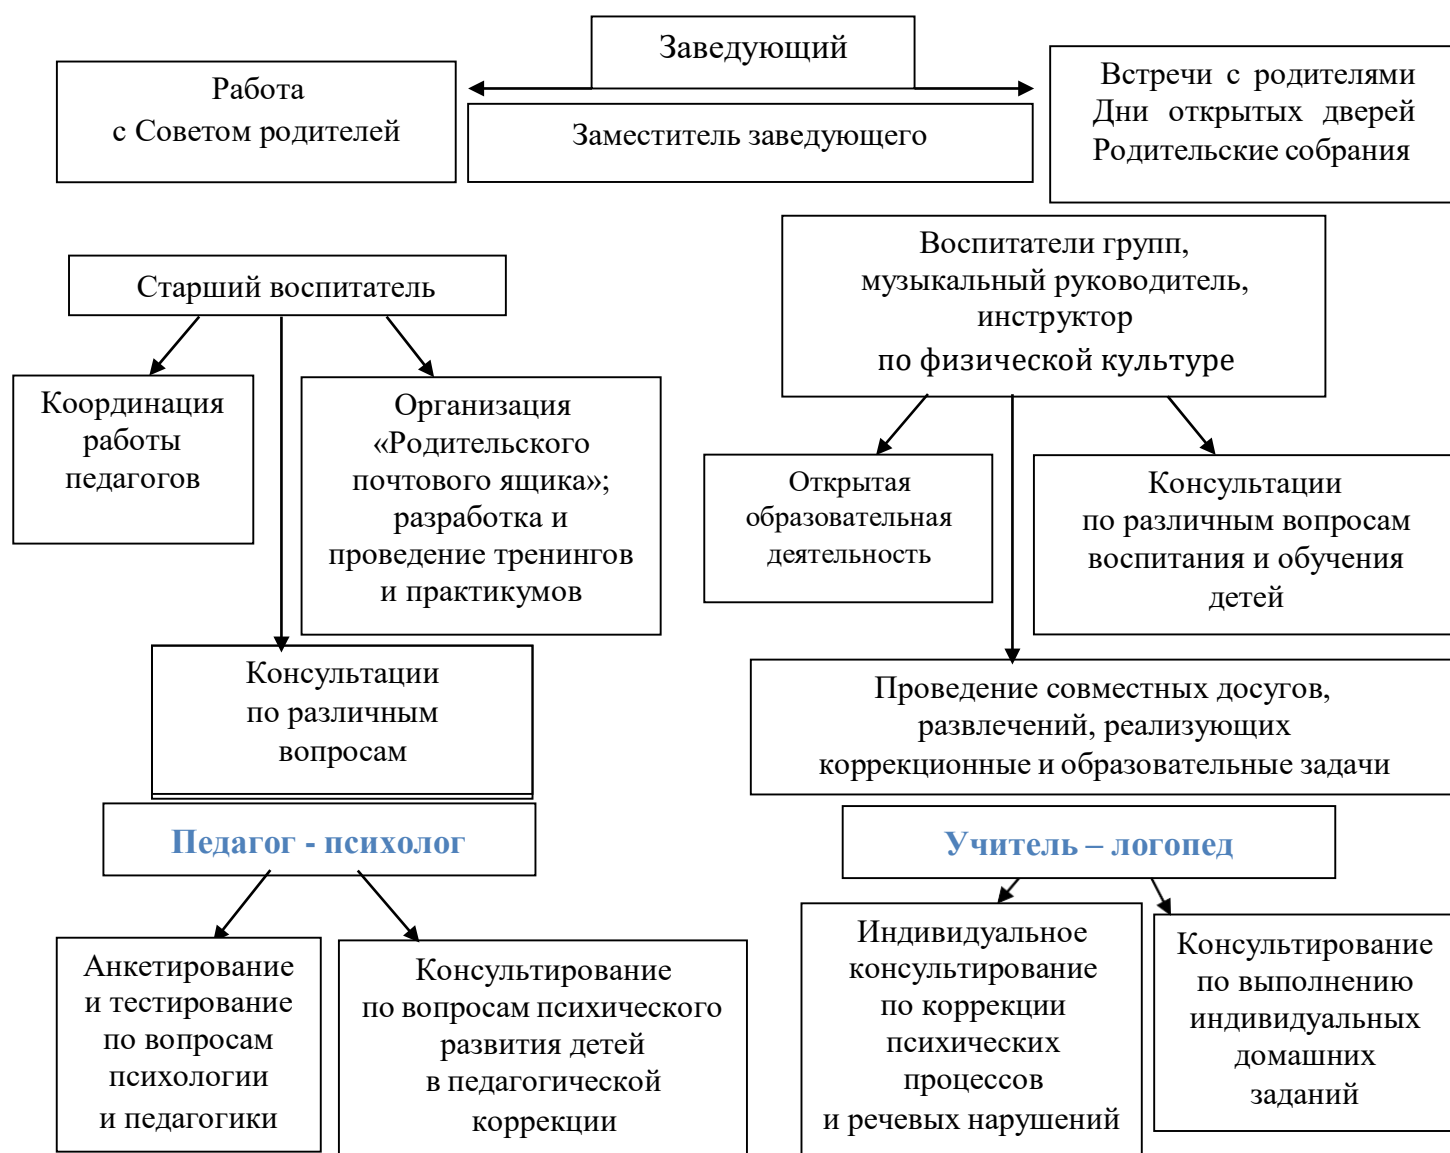 Заведующий
Работа
с Советом родителей
Заместитель заведующего
Встречи с родителями
Дни открытых дверей
Родительские собрания
Старший воспитатель
Воспитатели групп,
музыкальный руководитель,
инструктор
по физической культуре
Координация
работы
педагогов
Организация
«Родительского
почтового ящика»;
разработка и
проведение тренингов
и практикумов
Открытая
образовательная
деятельность
Консультации
по различным вопросам
воспитания и обучения
детей
Консультации
по различным
вопросам
Проведение совместных досугов,
развлечений, реализующих
коррекционные и образовательные задачи
Педагог - психолог
Учитель – логопед
Анкетирование
и тестирование
по вопросам
психологии
и педагогики
Консультирование
по вопросам психического
развития детей
в педагогической
коррекции
Индивидуальное
консультирование
по коррекции
психических
процессов
и речевых нарушений
Консультирование
по выполнению
индивидуальных
домашних
заданий